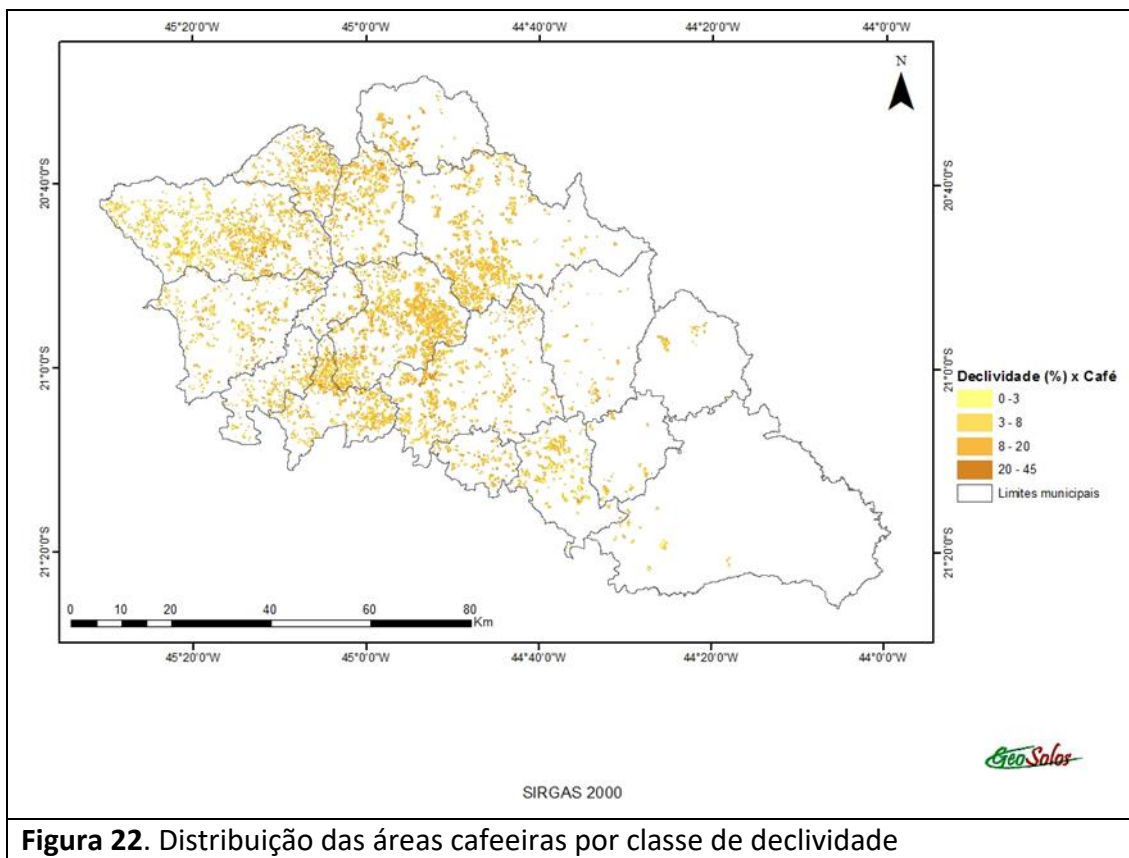 45°20'0"W 45°0'0"W 44°40'0"W 44°20'0"W 44°0'0"W
N
20°40'0"S 20°40'0"S
21°0'0"S 21°0'0"S
21°20'0"S 21°20'0"S
Declividade (%) x Café
0 -3
3 - 8
8 - 20
20 - 45
Limites municipais
0 10 20 40 60 80
Km
45°20'0"W 45°0'0"W 44°40'0"W 44°20'0"W 44°0'0"W
GeoSolos
SIRGAS 2000
Figura 22. Distribuição das áreas cafeeiras por classe de declividade